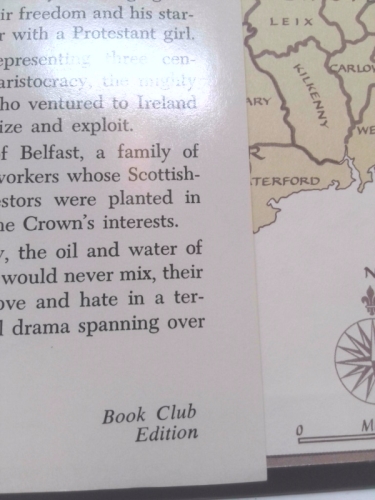 ir freedom and his star-
r with a Protestant girl.
epresenting three cen-
aristocracy, the mighty
ho ventured to Ireland
ize and exploit.
of Belfast, a family of
workers whose Scottish-
estors were planted in
ne Crown's interests.
y, the oil and water of
would never mix, their
ove and hate in a ter-
l drama spanning over
Book Club
Edition
LEIX
CARLOW
KILKENNY
ARY
WE
R
TERFORD
N
0
M